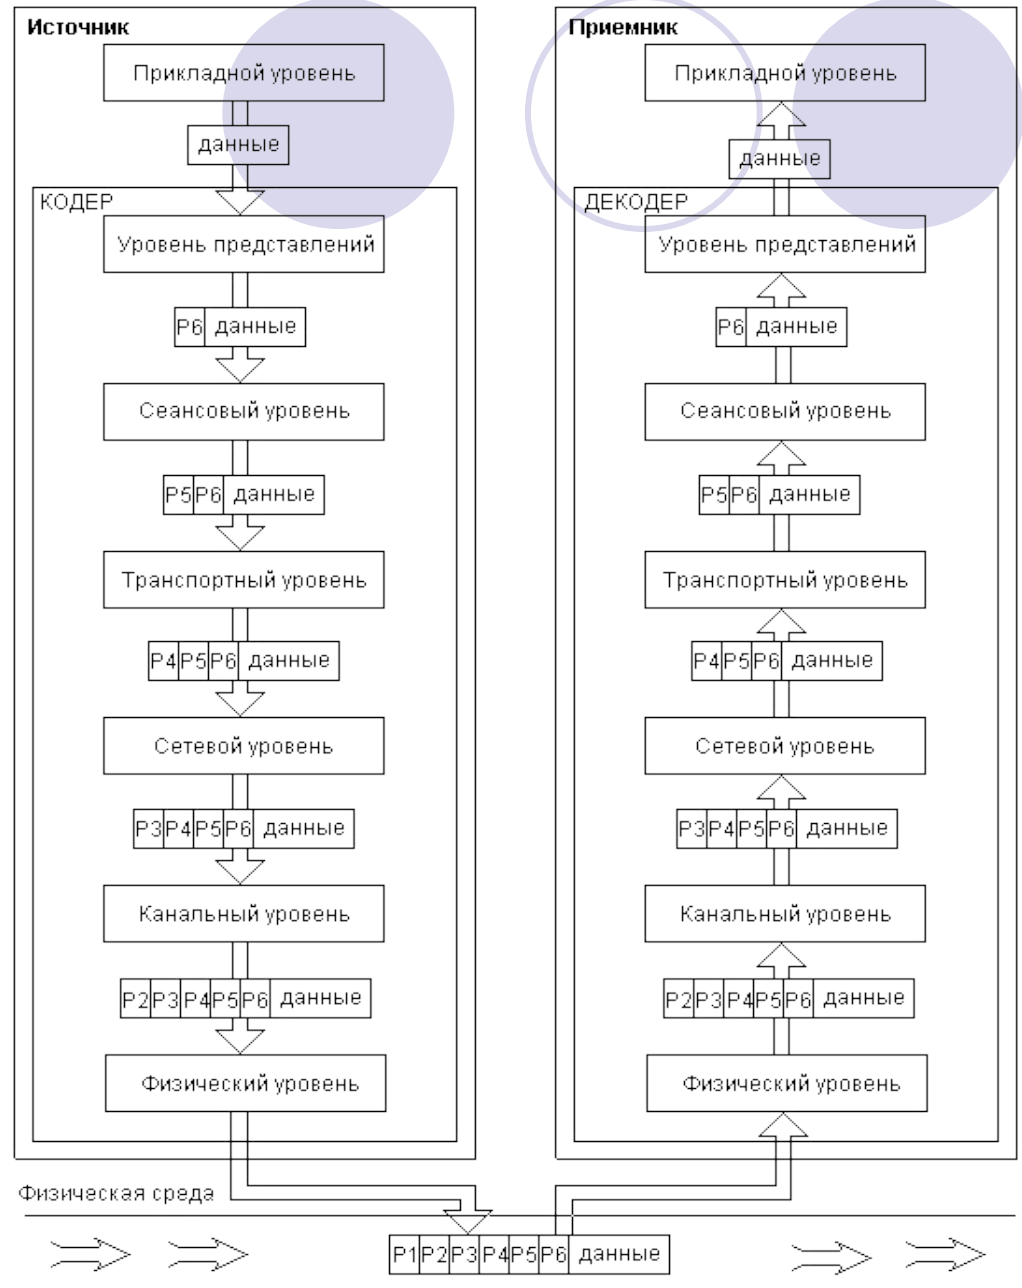 Источник
Прикладной уровень
данные
КОДЕР
Уровень представлений
P6 данные
Сеансовый уровень
P5 P6 данные
Транспортный уровень
P4 P5 P6 данные
Сетевой уровень
P3 P4 P5 P6 данные
Канальный уровень
P2 P3 P4 P5 P6 данные
Физический уровень
Приемник
Прикладной уровень
данные
ДЕКОДЕР
Уровень представлений
P6 данные
Сеансовый уровень
P5 P6 данные
Транспортный уровень
P4 P5 P6 данные
Сетевой уровень
P3 P4 P5 P6 данные
Канальный уровень
P2 P3 P4 P5 P6 данные
Физический уровень
Физическая среда
P1 P2 P3 P4 P5 P6 данные